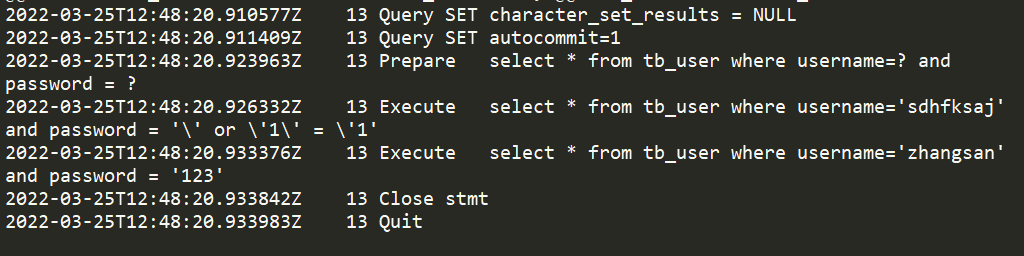 2022-03-25T12:48:20.910577Z    13 Query SET character_set_results = NULL
2022-03-25T12:48:20.911409Z    13 Query SET autocommit=1
2022-03-25T12:48:20.923963Z    13 Prepare   select * from tb_user where username=? and
password = ?
2022-03-25T12:48:20.926332Z    13 Execute   select * from tb_user where username='sdhfksaj'
and password = '\' or \'1\' = \'1'
2022-03-25T12:48:20.933376Z    13 Execute   select * from tb_user where username='zhangsan'
and password = '123'
2022-03-25T12:48:20.933842Z    13 Close stmt
2022-03-25T12:48:20.933983Z    13 Quit